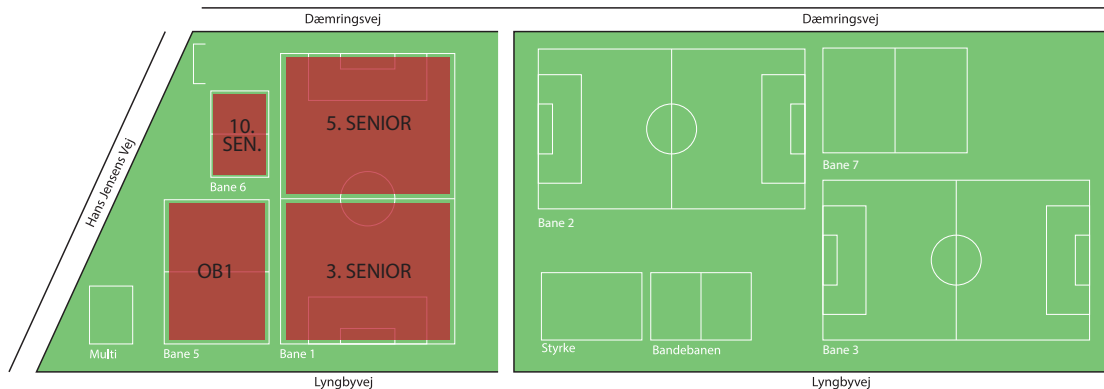 Dæmringsvej
Dæmringsvej
Hans Jensens Vej
10.
SEN.
5. SENIOR
Bane 6
OB1
3. SENIOR
Multi
Bane 5
Bane 1
Lyngbyvej
Bane 2
Bane 7
Styrke
Bandebanen
Bane 3
Lyngbyvej